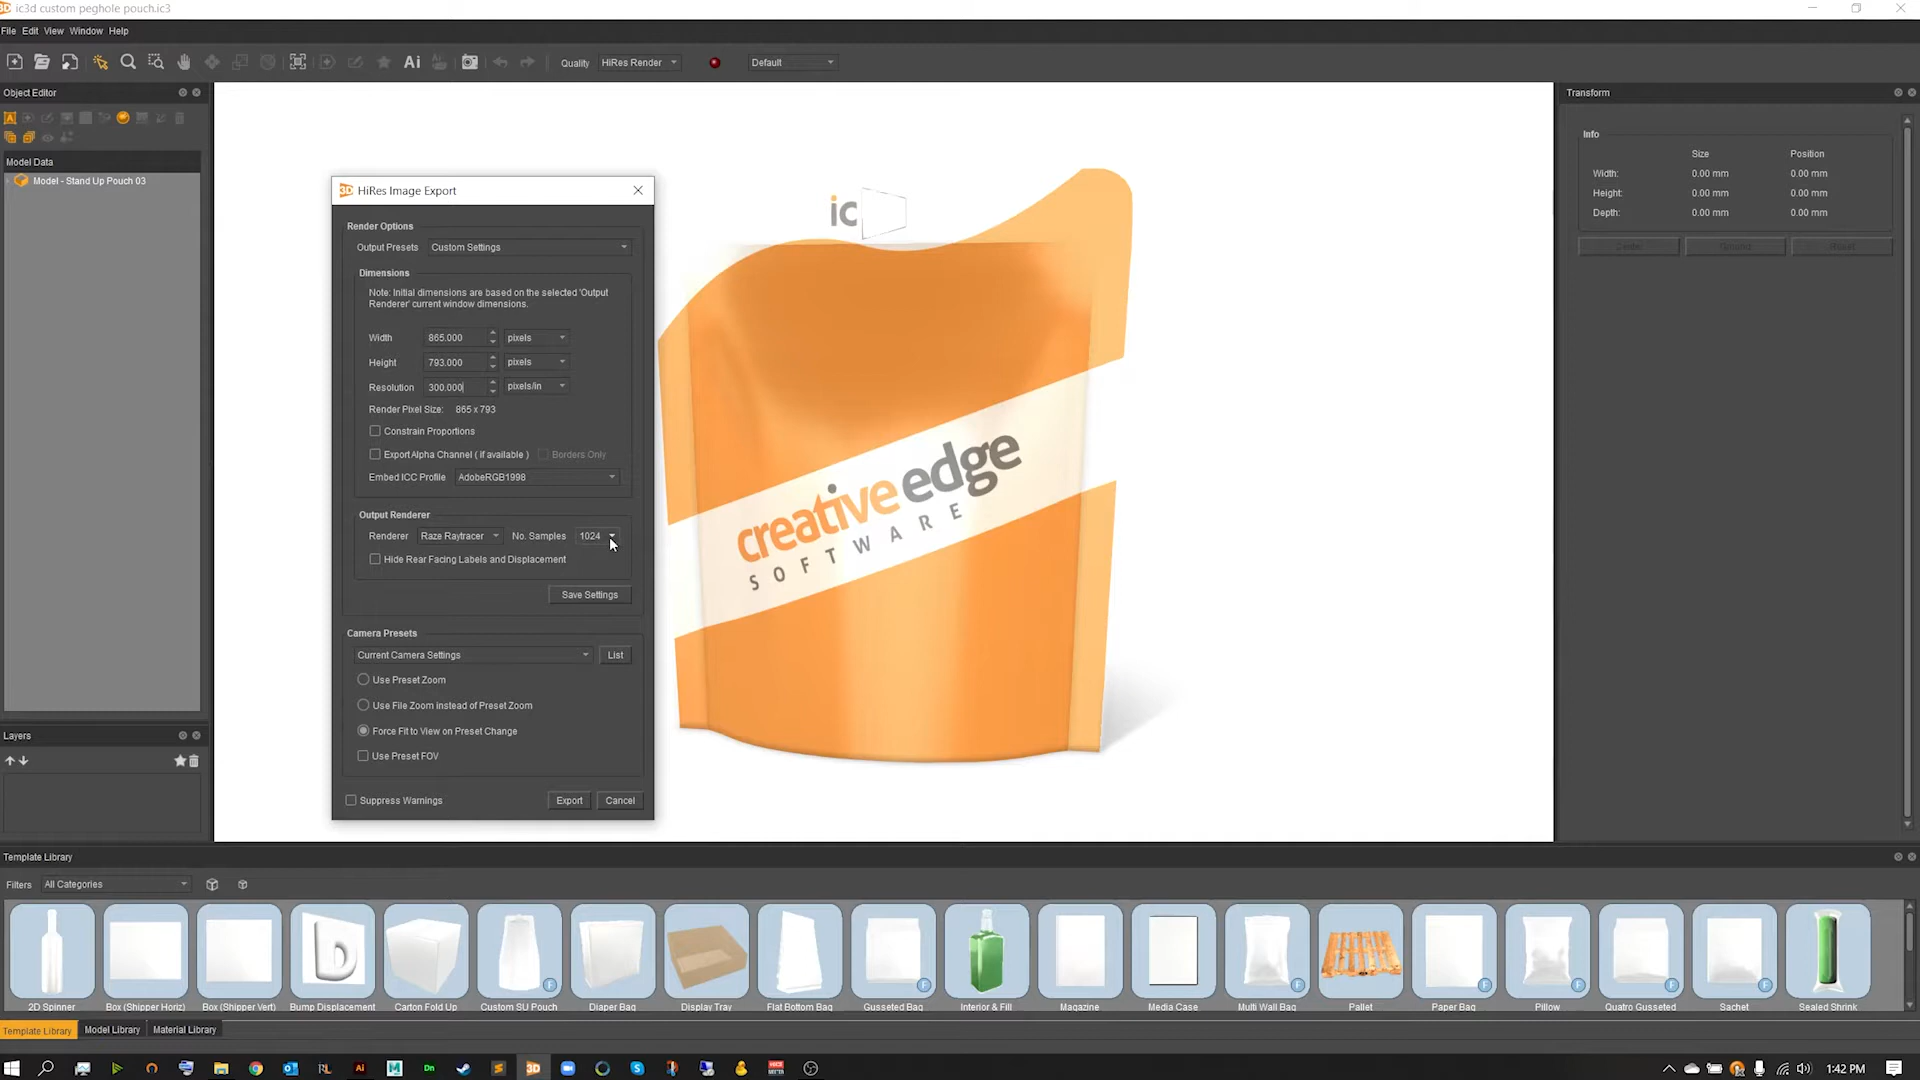 ic3d custom peghole pouch.ic3
File Edit View Window Help
Ai
Quality HiRes Render Default
Object Editor
Model Data
Model - Stand Up Pouch 03
Layers
HiRes Image Export
Render Options
Output Presets Custom Settings
Dimensions
Note: Initial dimensions are based on the selected 'Output
Renderer' current window dimensions.
Width 865.000 pixels
Height 793.000 pixels
Resolution 300.000 pixels/in
Render Pixel Size: 865 x 793
Constrain Proportions
Export Alpha Channel ( if available ) Borders Only
Embed ICC Profile AdobeRGB1998
Output Renderer
Renderer Raze Raytracer No. Samples 1024
Hide Rear Facing Labels and Displacement
Save Settings
Camera Presets
Current Camera Settings List
Use Preset Zoom
Use File Zoom instead of Preset Zoom
Force Fit to View on Preset Change
Use Preset FOV
Suppress Warnings Export Cancel
ic
creative edge
SOFTWARE
Transform
Info
Size Position
Width: 0.00 mm 0.00 mm
Height: 0.00 mm 0.00 mm
Depth: 0.00 mm 0.00 mm
Center Ground Reset
Template Library
Filters All Categories
2D Spinner Box (Shipper Horiz) Box (Shipper Vert) Bump Displacement Carton Fold Up Custom SU Pouch Diaper Bag Display Tray Flat Bottom Bag Gusseted Bag Interior & Fill Magazine Media Case Multi Wall Bag Pallet Paper Bag Pillow Quatro Gusseted Sachet Sealed Shrink
Template Library Model Library Material Library
1:42 PM